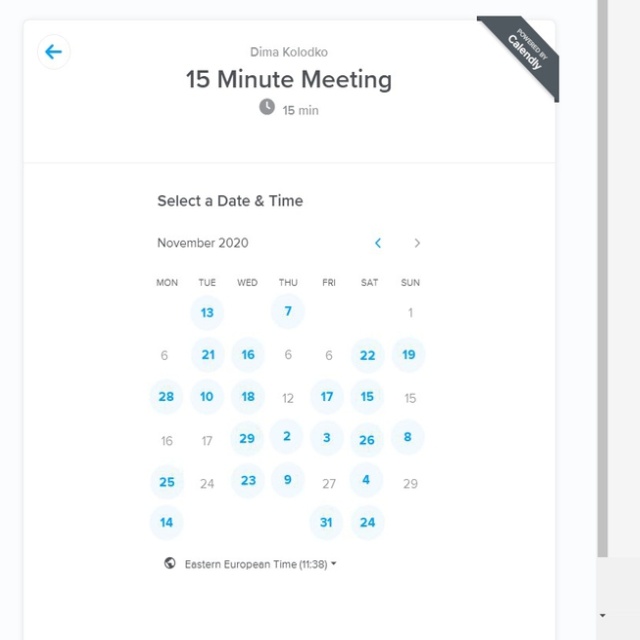 POWERED BY
Calendly
Dima Kolodko
15 Minute Meeting
15 min
Select a Date & Time
November 2020
MON TUE WED THU FRI SAT SUN
13 7 1
6 21 16 6 6 22 19
28 10 18 12 17 15 15
16 17 29 2 3 26 8
25 24 23 9 27 4 29
14 31 24
Eastern European Time (11:38)